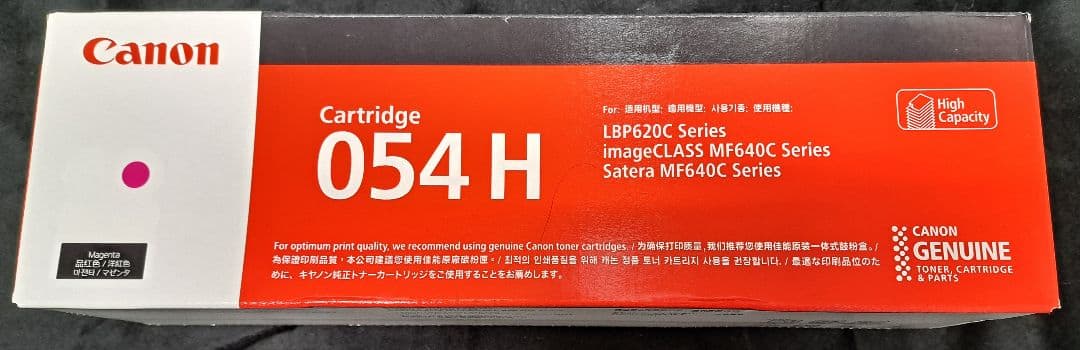 Canon
Cartridge
054 H
For: 适用机型: 適用機型: 사용기종: 使用機種:
LBP620C Series
imageCLASS MF640C Series
Satera MF640C Series
High
Capacity
Magenta
品红色 / 洋紅色
마젠타 / マゼンタ
For optimum print quality, we recommend using genuine Canon toner cartridges. / 为确保打印质量,我们推荐您使用佳能原装一体式鼓粉盒。/
為保證印刷品質,本公司建議您使用佳能原廠碳粉匣。/ 최적의 인쇄품질을 위해 캐논 정품 토너 카트리지 사용을 권장합니다. / 最適な印刷品位のた
めに、キヤノン純正トナーカートリッジをご使用することをお薦めします。
CANON
GENUINE
TONER, CARTRIDGE
& PARTS